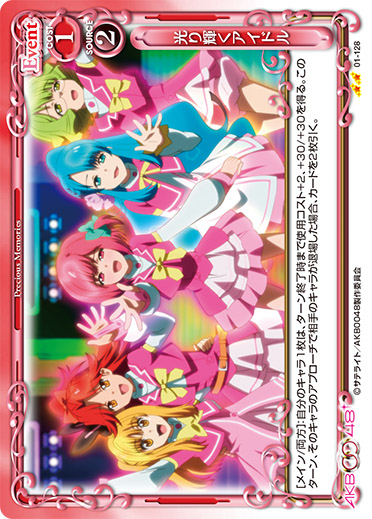 Event
COST
1
SOURCE
2
光り輝くアイドル
01-128
Precious Memories
[メイン/両方]:自分のキャラ1枚は、ターン終了時まで使用コスト+2、+30/+30を得る。この
ターン、そのキャラのアプローチで相手のキャラが退場した場合、カードを2枚引く。
©サテライト/AKB0048製作委員会
AKB0048